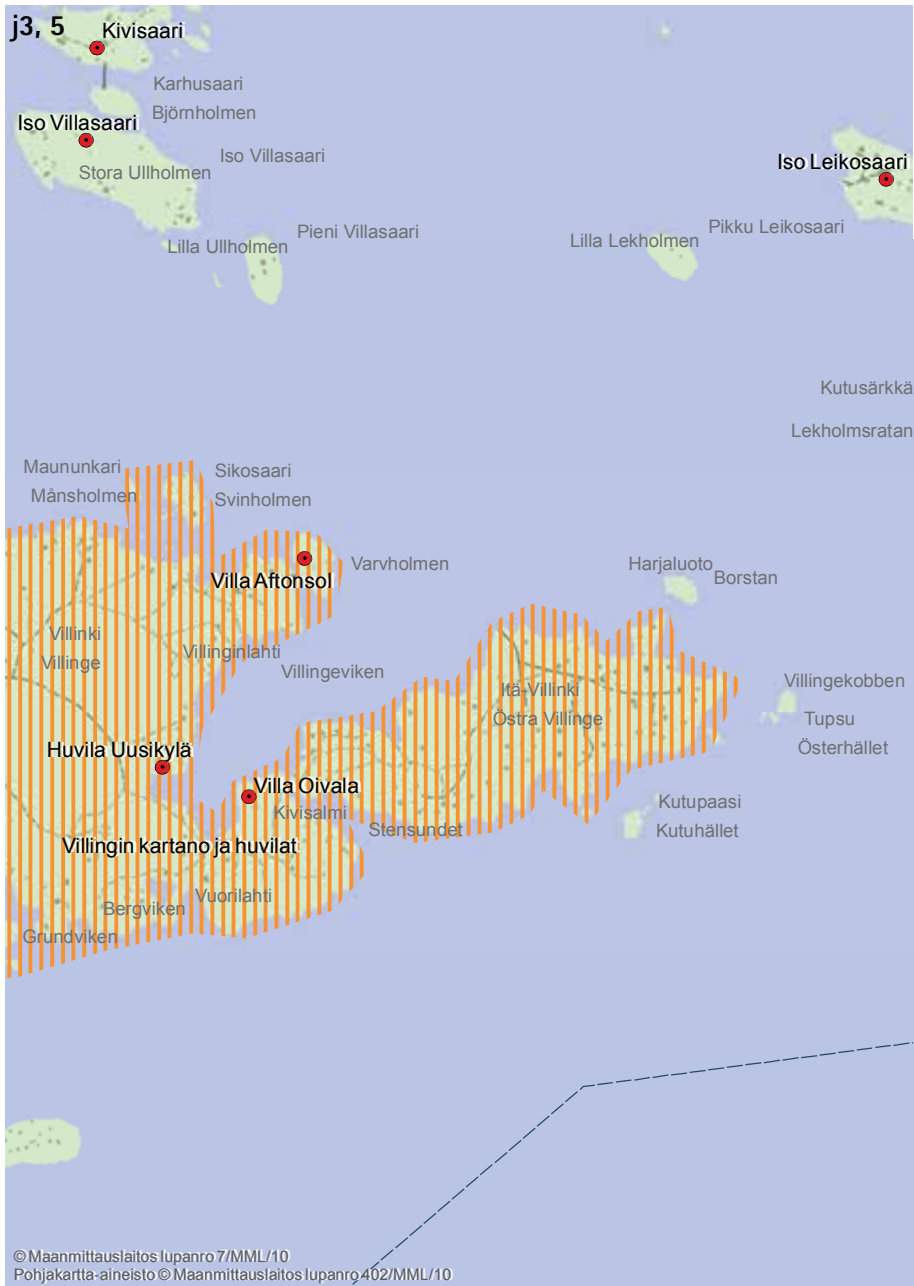 j3, 5
Kivisaari
Karhusaari
Björnholmen
Iso Villasaari
Iso Villasaari
Stora Ullholmen
Iso Leikosaari
Pieni Villasaari
Lilla Ullholmen
Pikku Leikosaari
Lilla Lekholmen
Kutusärkkä
Lekholmsratan
Maununkari
Månsholmen
Sikosaari
Svinholmen
Varvholmen
Villa Aftonsol
Harjaluoto
Borstan
Villinki
Villinge
Villinginlahti
Villingeviken
Itä-Villinki
Östra Villinge
Villingekobben
Tupsu
Österhället
Huvila Uusikylä
Villa Oivala
Kivisalmi
Stensundet
Kutupaasi
Kutuhället
Villingin kartano ja huvilat
Vuorilahti
Bergviken
Grundviken
© Maanmittauslaitos lupanro 7/MML/10
Pohjakartta-aineisto © Maanmittauslaitos lupanro 402/MML/10